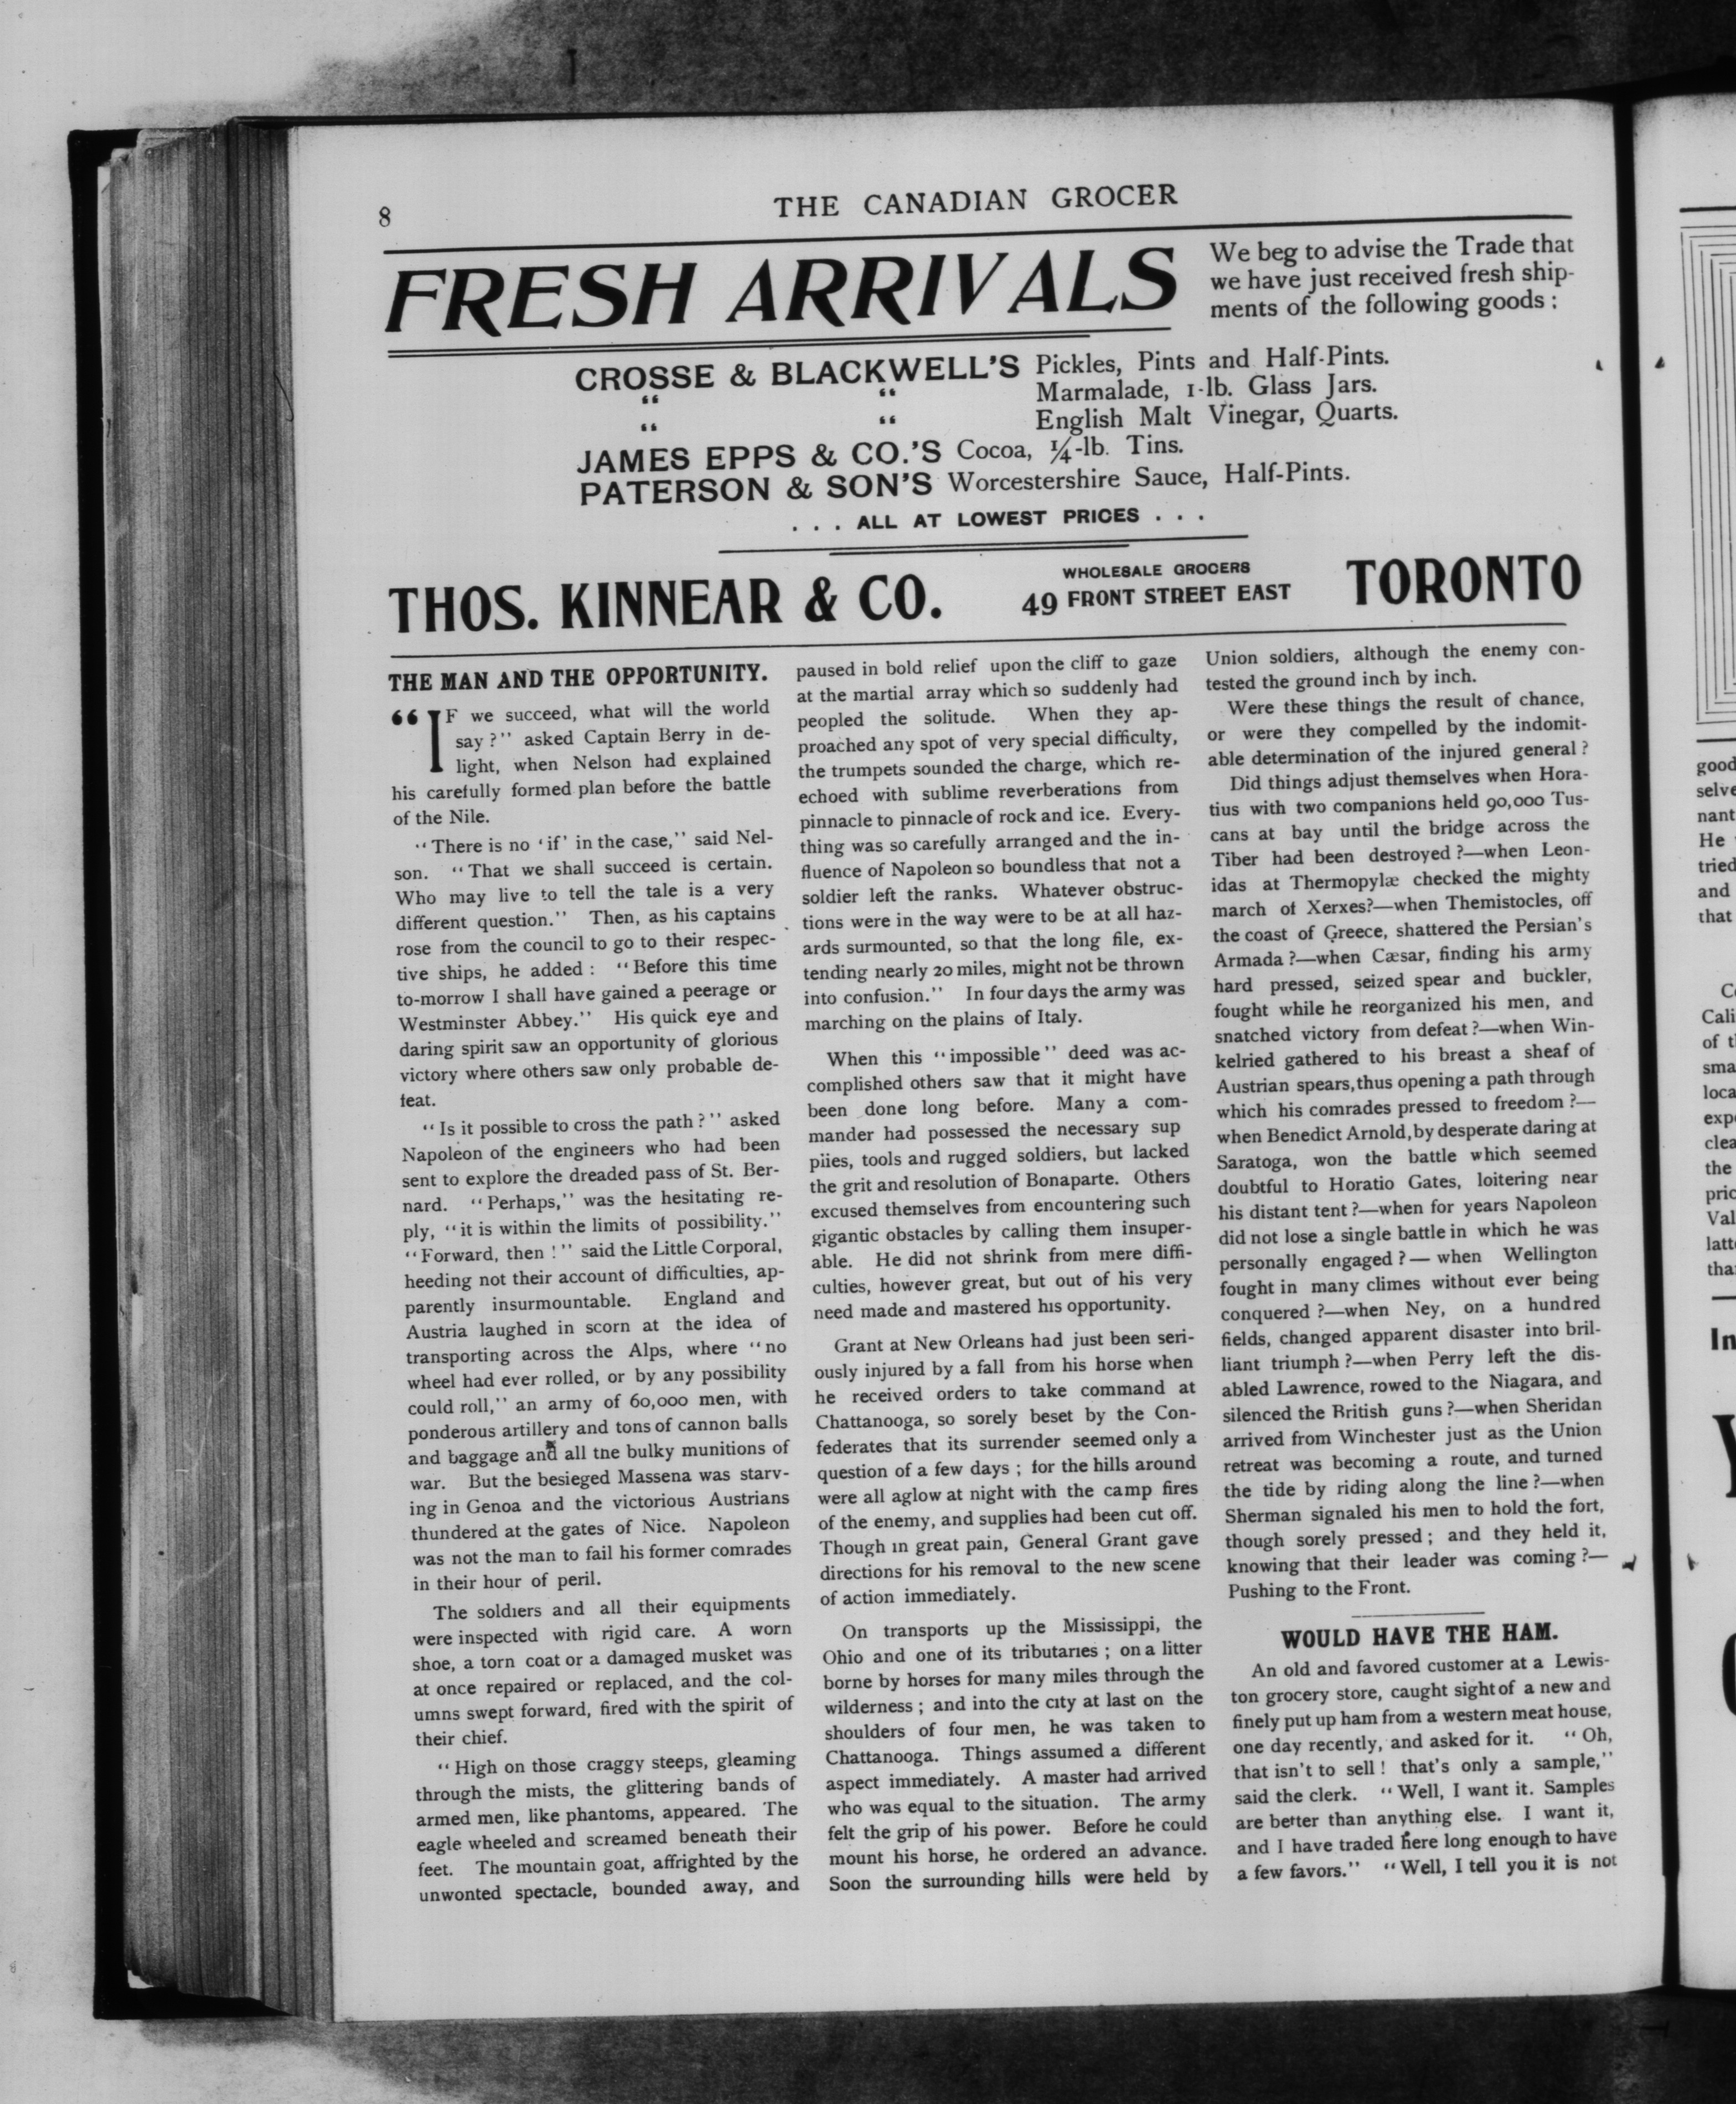 8
THE CANADIAN GROCER
FRESH ARRIVALS
We beg to advise the Trade that
we have just received fresh ship-
ments of the following goods :
CROSSE & BLACKWELL'S Pickles, Pints and Half-Pints.
" " Marmalade, 1-lb. Glass Jars.
" " English Malt Vinegar, Quarts.
JAMES EPPS & CO.'S Cocoa, ¼-lb. Tins.
PATERSON & SON'S Worcestershire Sauce, Half-Pints.
. . . ALL AT LOWEST PRICES . . .
THOS. KINNEAR & CO.
WHOLESALE GROCERS
49 FRONT STREET EAST
TORONTO
THE MAN AND THE OPPORTUNITY.
"IF we succeed, what will the world
say ?" asked Captain Berry in de-
light, when Nelson had explained
his carefully formed plan before the battle
of the Nile.
"There is no 'if' in the case," said Nel-
son. "That we shall succeed is certain.
Who may live to tell the tale is a very
different question." Then, as his captains
rose from the council to go to their respec-
tive ships, he added : "Before this time
to-morrow I shall have gained a peerage or
Westminster Abbey." His quick eye and
daring spirit saw an opportunity of glorious
victory where others saw only probable de-
feat.
"Is it possible to cross the path ?" asked
Napoleon of the engineers who had been
sent to explore the dreaded pass of St. Ber-
nard. "Perhaps," was the hesitating re-
ply, "it is within the limits of possibility."
"Forward, then !" said the Little Corporal,
heeding not their account of difficulties, ap-
parently insurmountable. England and
Austria laughed in scorn at the idea of
transporting across the Alps, where "no
wheel had ever rolled, or by any possibility
could roll," an army of 60,000 men, with
ponderous artillery and tons of cannon balls
and baggage and all the bulky munitions of
war. But the besieged Massena was starv-
ing in Genoa and the victorious Austrians
thundered at the gates of Nice. Napoleon
was not the man to fail his former comrades
in their hour of peril.
The soldiers and all their equipments
were inspected with rigid care. A worn
shoe, a torn coat or a damaged musket was
at once repaired or replaced, and the col-
umns swept forward, fired with the spirit of
their chief.
"High on those craggy steeps, gleaming
through the mists, the glittering bands of
armed men, like phantoms, appeared. The
eagle wheeled and screamed beneath their
feet. The mountain goat, affrighted by the
unwonted spectacle, bounded away, and
paused in bold relief upon the cliff to gaze
at the martial array which so suddenly had
peopled the solitude. When they ap-
proached any spot of very special difficulty,
the trumpets sounded the charge, which re-
echoed with sublime reverberations from
pinnacle to pinnacle of rock and ice. Every-
thing was so carefully arranged and the in-
fluence of Napoleon so boundless that not a
soldier left the ranks. Whatever obstruc-
tions were in the way were to be at all haz-
ards surmounted, so that the long file, ex-
tending nearly 20 miles, might not be thrown
into confusion." In four days the army was
marching on the plains of Italy.
When this "impossible" deed was ac-
complished others saw that it might have
been done long before. Many a com-
mander had possessed the necessary sup
plies, tools and rugged soldiers, but lacked
the grit and resolution of Bonaparte. Others
excused themselves from encountering such
gigantic obstacles by calling them insuper-
able. He did not shrink from mere diffi-
culties, however great, but out of his very
need made and mastered his opportunity.
Grant at New Orleans had just been seri-
ously injured by a fall from his horse when
he received orders to take command at
Chattanooga, so sorely beset by the Con-
federates that its surrender seemed only a
question of a few days ; for the hills around
were all aglow at night with the camp fires
of the enemy, and supplies had been cut off.
Though in great pain, General Grant gave
directions for his removal to the new scene
of action immediately.
On transports up the Mississippi, the
Ohio and one of its tributaries ; on a litter
borne by horses for many miles through the
wilderness ; and into the city at last on the
shoulders of four men, he was taken to
Chattanooga. Things assumed a different
aspect immediately. A master had arrived
who was equal to the situation. The army
felt the grip of his power. Before he could
mount his horse, he ordered an advance.
Soon the surrounding hills were held by
Union soldiers, although the enemy con-
tested the ground inch by inch.
Were these things the result of chance,
or were they compelled by the indomit-
able determination of the injured general ?
Did things adjust themselves when Hora-
tius with two companions held 90,000 Tus-
cans at bay until the bridge across the
Tiber had been destroyed ?—when Leon-
idas at Thermopylæ checked the mighty
march of Xerxes?—when Themistocles, off
the coast of Greece, shattered the Persian's
Armada ?—when Cæsar, finding his army
hard pressed, seized spear and buckler,
fought while he reorganized his men, and
snatched victory from defeat ?—when Win-
kelried gathered to his breast a sheaf of
Austrian spears, thus opening a path through
which his comrades pressed to freedom ?—
when Benedict Arnold, by desperate daring at
Saratoga, won the battle which seemed
doubtful to Horatio Gates, loitering near
his distant tent ?—when for years Napoleon
did not lose a single battle in which he was
personally engaged ?— when Wellington
fought in many climes without ever being
conquered ?—when Ney, on a hundred
fields, changed apparent disaster into bril-
liant triumph ?—when Perry left the dis-
abled Lawrence, rowed to the Niagara, and
silenced the British guns ?—when Sheridan
arrived from Winchester just as the Union
retreat was becoming a route, and turned
the tide by riding along the line ?—when
Sherman signaled his men to hold the fort,
though sorely pressed ; and they held it,
knowing that their leader was coming ?—
Pushing to the Front.
WOULD HAVE THE HAM.
An old and favored customer at a Lewis-
ton grocery store, caught sight of a new and
finely put up ham from a western meat house,
one day recently, and asked for it. "Oh,
that isn't to sell ! that's only a sample,"
said the clerk. "Well, I want it. Samples
are better than anything else. I want it,
and I have traded here long enough to have
a few favors." "Well, I tell you it is not